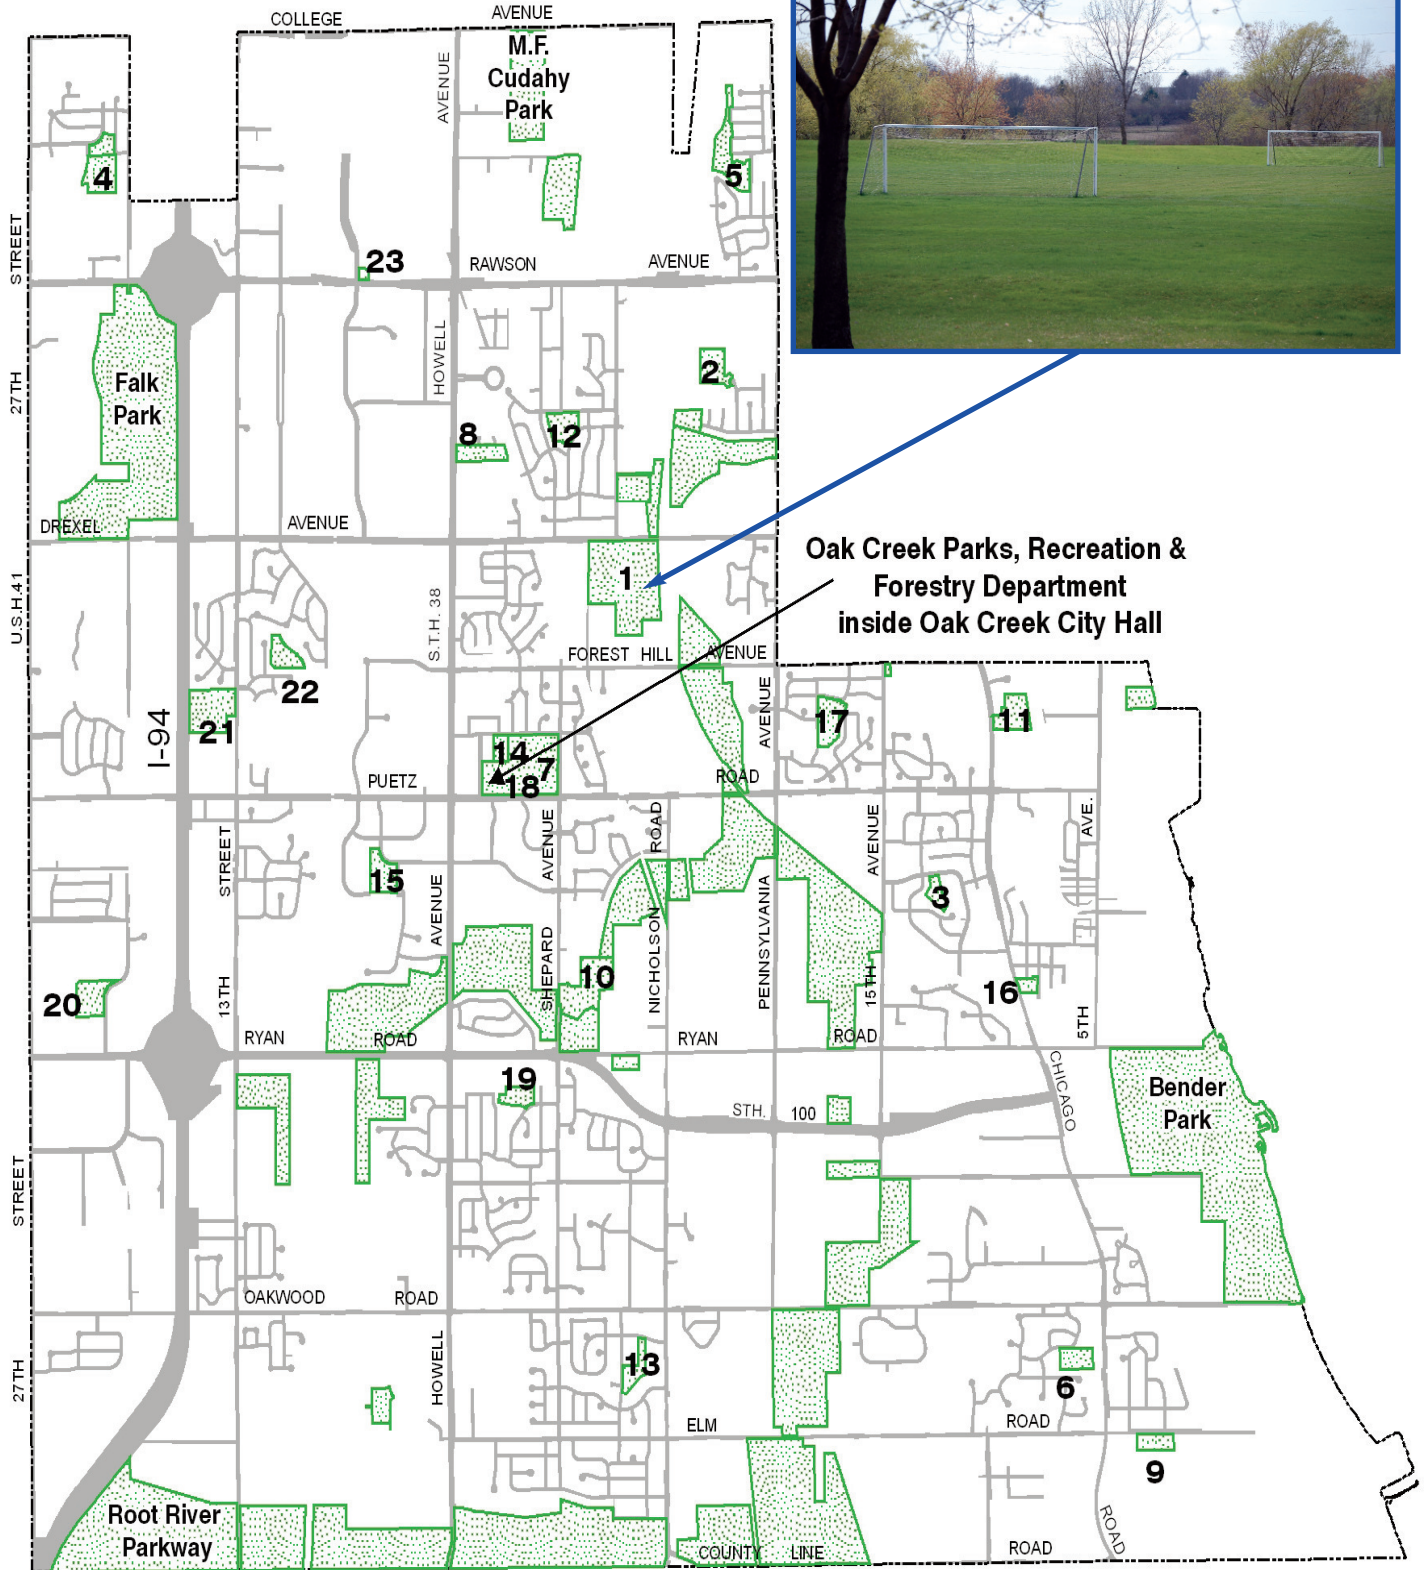 COLLEGE
AVENUE
M.F.
Cudahy
Park
AVENUE
4
5
STREET
23
RAWSON
AVENUE
HOWELL
27TH
Falk
Park
2
8
12
DREXEL
AVENUE
U.S.H.41
S.T.H. 38
1
Oak Creek Parks, Recreation &
Forestry Department
inside Oak Creek City Hall
FOREST HILL
AVENUE
22
21
I-94
AVENUE
17
11
14
7
18
PUETZ
ROAD
STREET
AVENUE
ROAD
AVENUE
AVE.
15
3
AVENUE
SHEPARD
NICHOLSON
PENNSYLVANIA
10
20
13TH
15TH
16
5TH
RYAN
ROAD
RYAN
ROAD
CHICAGO
19
STH.
100
Bender
Park
STREET
OAKWOOD
ROAD
27TH
HOWELL
13
6
ELM
ROAD
9
Root River
Parkway
COUNTY
LINE
ROAD
ROAD